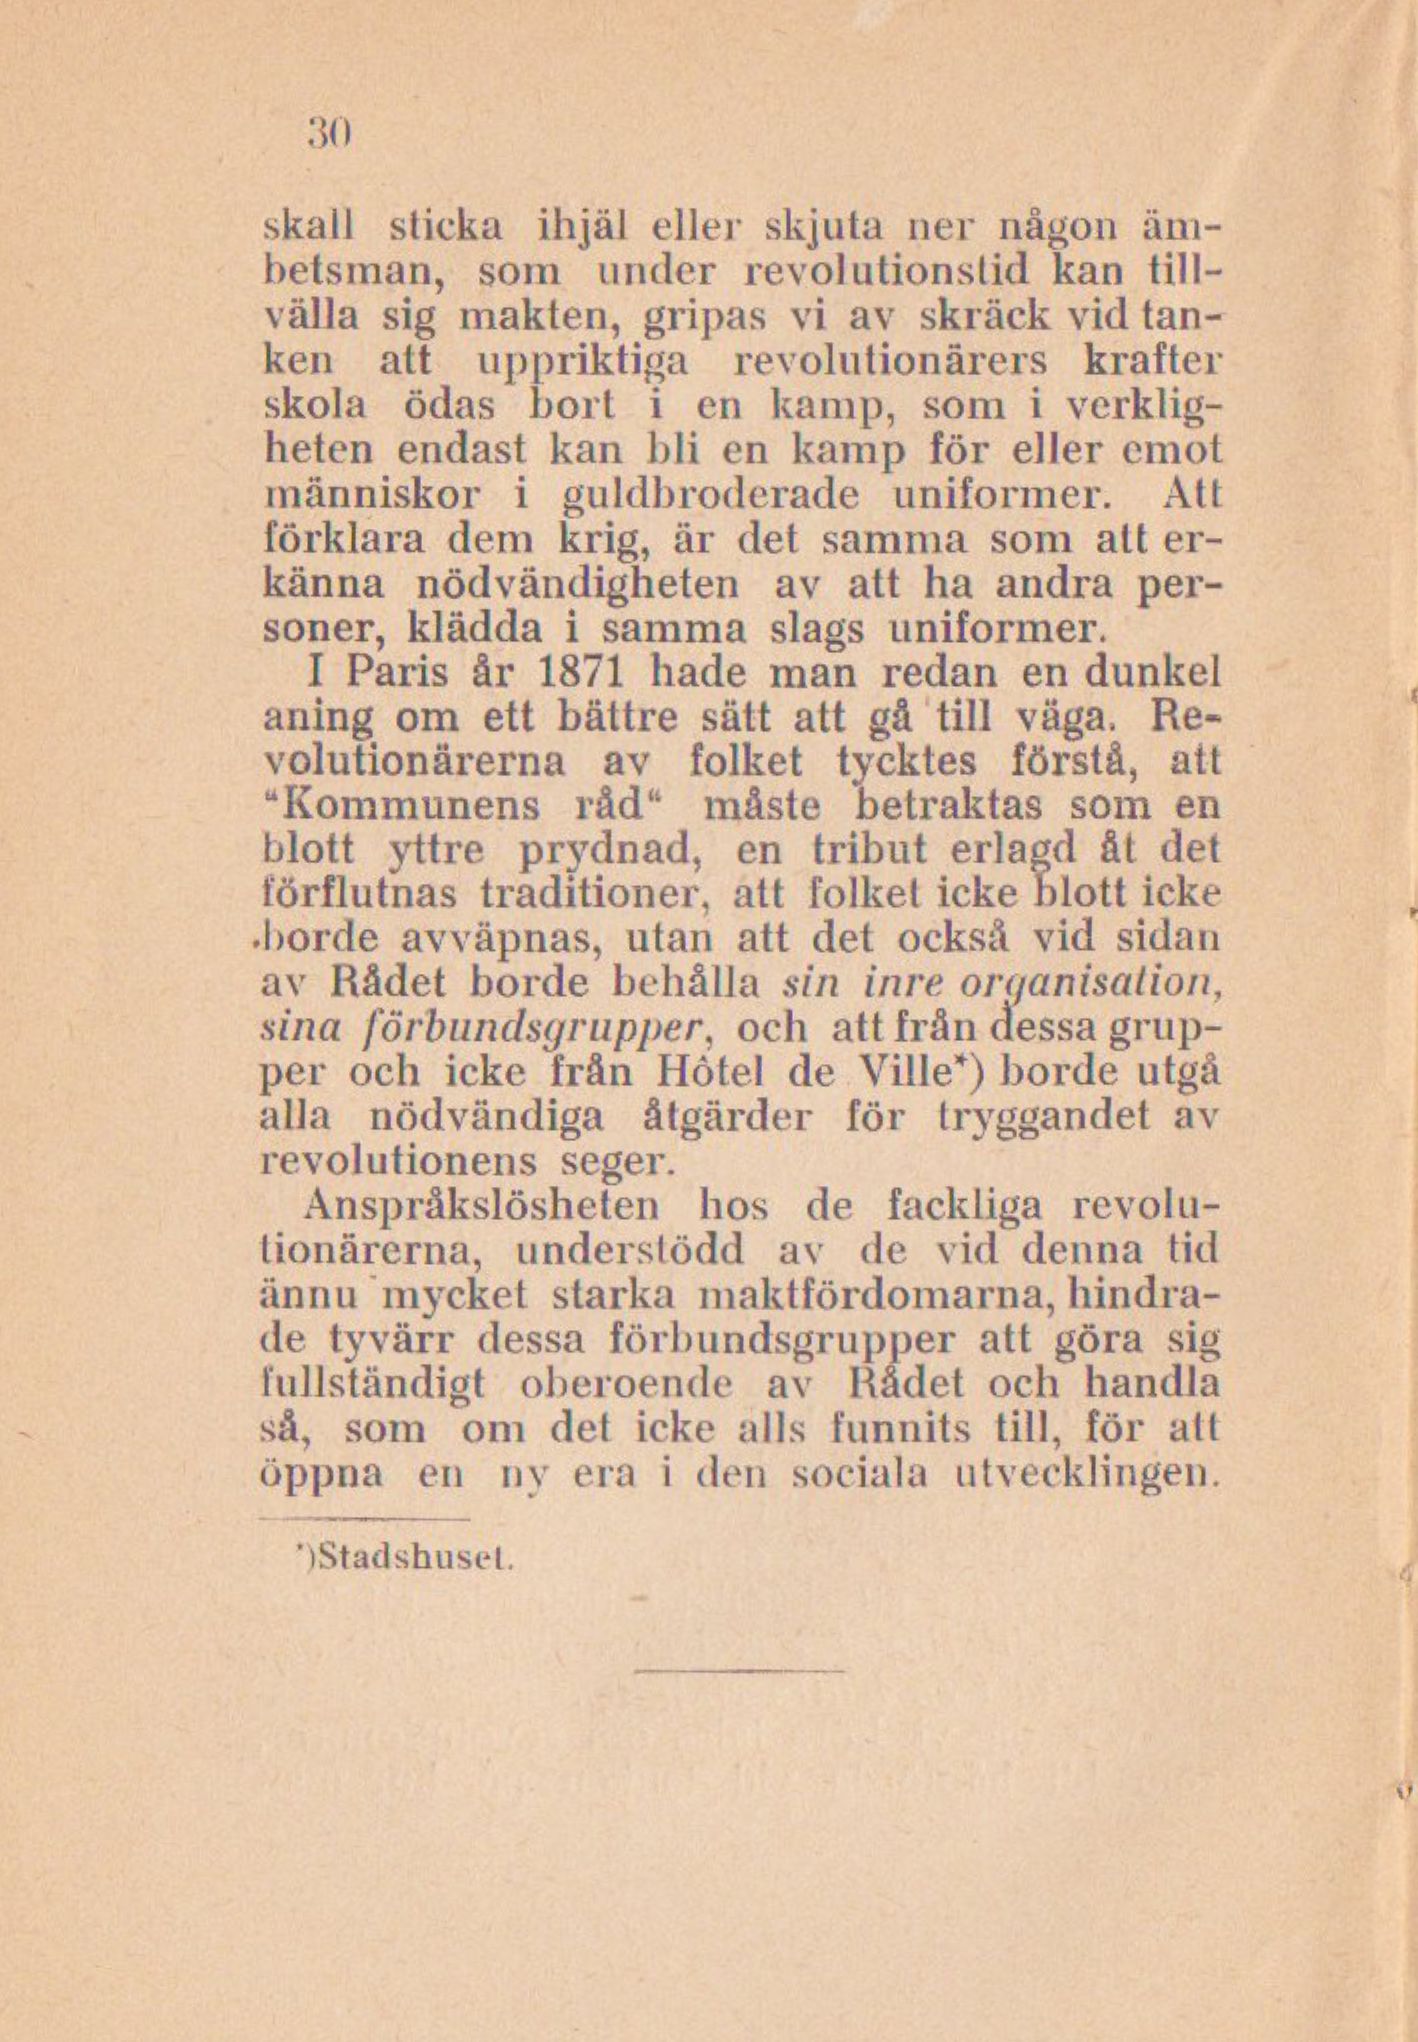 30
skall sticka ihjäl eller skjuta ner någon äm-
betsman, som under revolutionstid kan till-
välla sig makten, gripas vi av skräck vid tan-
ken att uppriktiga revolutionärers krafter
skola ödas bort i en kamp, som i verklig-
heten endast kan bli en kamp för eller emot
människor i guldbroderade uniformer. Att
förklara dem krig, är det samma som att er-
känna nödvändigheten av att ha andra per-
soner, klädda i samma slags uniformer.
I Paris år 1871 hade man redan en dunkel
aning om ett bättre sätt att gå till väga. Re-
volutionärerna av folket tycktes förstå, att
“Kommunens råd“ måste betraktas som en
blott yttre prydnad, en tribut erlagd åt det
förflutnas traditioner, att folket icke blott icke
borde avväpnas, utan att det också vid sidan
av Rådet borde behålla sin inre organisation,
sina förbundsgrupper, och att från dessa grup-
per och icke från Hôtel de Ville*) borde utgå
alla nödvändiga åtgärder för tryggandet av
revolutionens seger.
Anspråkslösheten hos de fackliga revolu-
tionärerna, understödd av de vid denna tid
ännu mycket starka maktfördomarna, hindra-
de tyvärr dessa förbundsgrupper att göra sig
fullständigt oberoende av Rådet och handla
så, som om det icke alls funnits till, för att
öppna en ny era i den sociala utvecklingen.
*)Stadshuset.